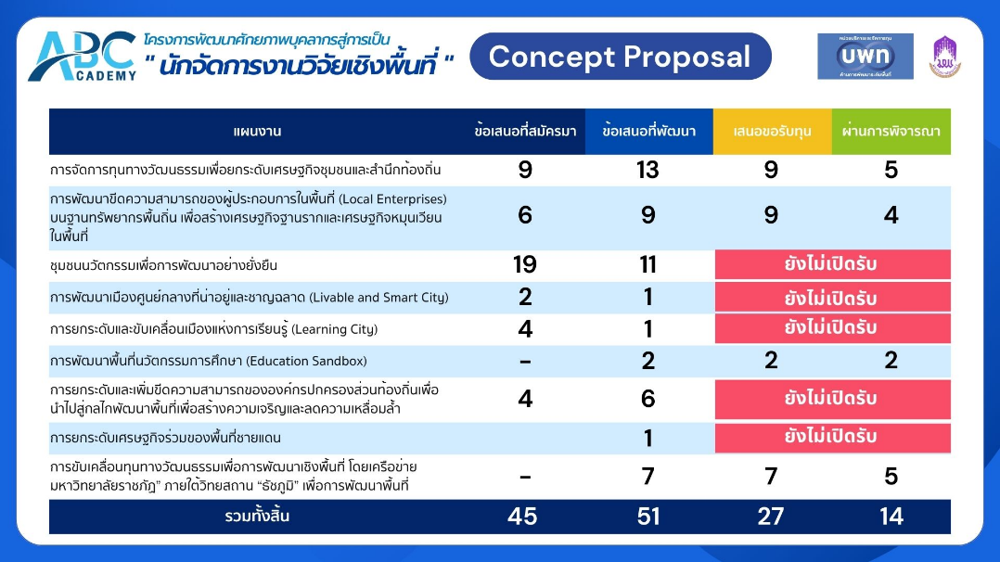 ABC
ACADEMY
โครงการพัฒนาศักยภาพบุคลากรสู่การเป็น
" นักจัดการงานวิจัยเชิงพื้นที่ "
Concept Proposal
หน่วยบริหารและจัดการทุน
บพท
ด้านการพัฒนาระดับพื้นที่
แผนงาน ข้อเสนอที่สมัครมา ข้อเสนอที่พัฒนา เสนอขอรับทุน ผ่านการพิจารณา
การจัดการทุนทางวัฒนธรรมเพื่อยกระดับเศรษฐกิจชุมชนและสำนึกท้องถิ่น 9 13 9 5
การพัฒนาขีดความสามารถของผู้ประกอบการในพื้นที่ (Local Enterprises)
บนฐานทรัพยากรพื้นถิ่น เพื่อสร้างเศรษฐกิจฐานรากและเศรษฐกิจหมุนเวียน 6 9 9 4
ในพื้นที่
ชุมชนนวัตกรรมเพื่อการพัฒนาอย่างยั่งยืน 19 11 ยังไม่เปิดรับ
การพัฒนาเมืองศูนย์กลางที่น่าอยู่และชาญฉลาด (Livable and Smart City) 2 1 ยังไม่เปิดรับ
การยกระดับและขับเคลื่อนเมืองแห่งการเรียนรู้ (Learning City) 4 1 ยังไม่เปิดรับ
การพัฒนาพื้นที่นวัตกรรมการศึกษา (Education Sandbox) – 2 2 2
การยกระดับและเพิ่มขีดความสามารถขององค์กรปกครองส่วนท้องถิ่นเพื่อ
นำไปสู่กลไกพัฒนาพื้นที่เพื่อสร้างความเจริญและลดความเหลื่อมล้ำ 4 6 ยังไม่เปิดรับ
การยกระดับเศรษฐกิจร่วมของพื้นที่ชายแดน 1 ยังไม่เปิดรับ
การขับเคลื่อนทุนทางวัฒนธรรมเพื่อการพัฒนาเชิงพื้นที่ โดยเครือข่าย
มหาวิทยาลัยราชภัฏ" ภายใต้วิทยสถาน “ธัชภูมิ” เพื่อการพัฒนาพื้นที่ – 7 7 5
รวมทั้งสิ้น 45 51 27 14